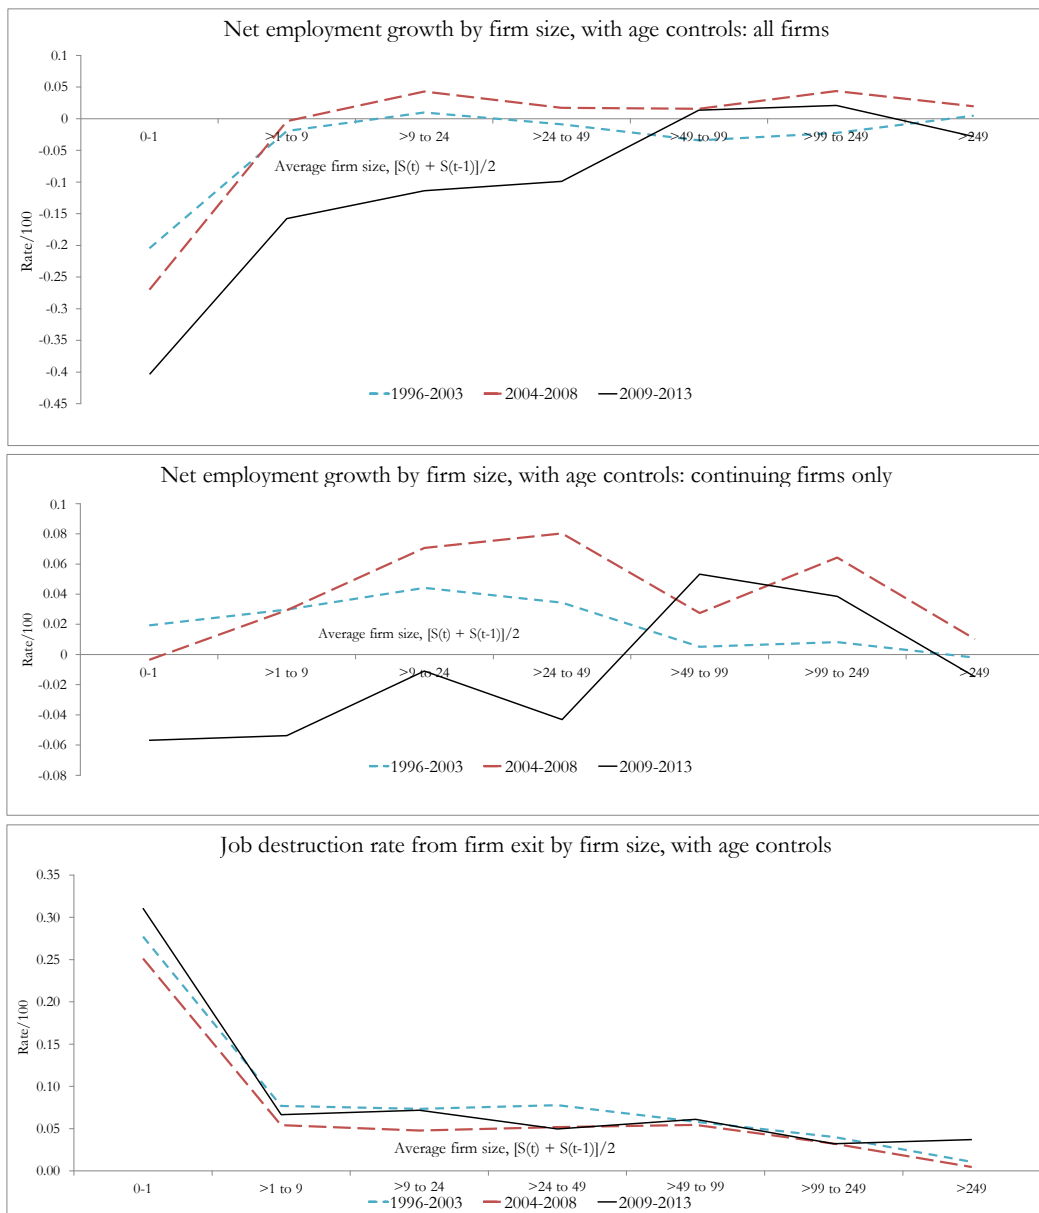 Net employment growth by firm size, with age controls: all firms
0.1
0.05
0
-0.05
-0.1
-0.15
-0.2
-0.25
-0.3
-0.35
-0.4
-0.45
Rate/100
0-1
>1 to 9
>9 to 24
>24 to 49
>49 to 99
>99 to 249
>249
Average firm size, [S(t) + S(t-1)]/2
1996-2003
2004-2008
2009-2013
Net employment growth by firm size, with age controls: continuing firms only
0.1
0.08
0.06
0.04
0.02
0
-0.02
-0.04
-0.06
-0.08
Rate/100
Average firm size, [S(t) + S(t-1)]/2
0-1
>1 to 9
>9 to 24
>24 to 49
>49 to 99
>99 to 249
>249
1996-2003
2004-2008
2009-2013
Job destruction rate from firm exit by firm size, with age controls
0.35
0.30
0.25
0.20
0.15
0.10
0.05
0.00
Rate/100
Average firm size, [S(t) + S(t-1)]/2
0-1
>1 to 9
>9 to 24
>24 to 49
>49 to 99
>99 to 249
>249
1996-2003
2004-2008
2009-2013